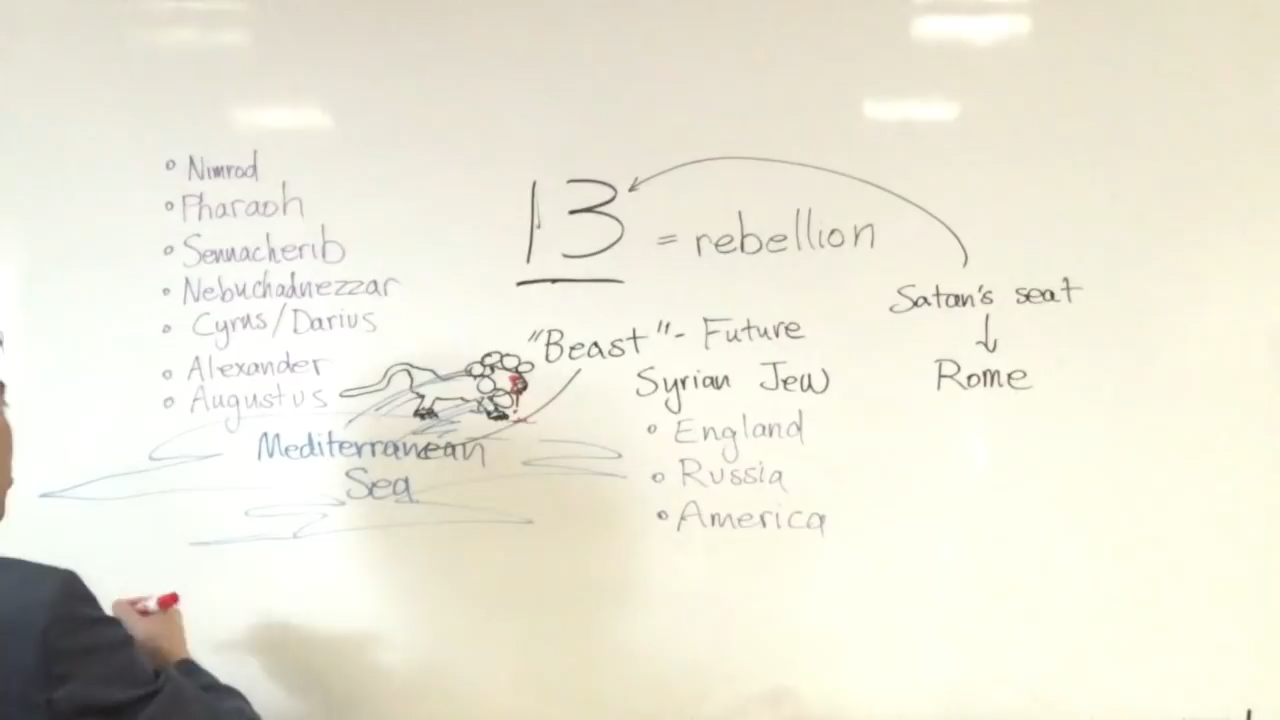 Nimrod
Pharaoh
Sennacherib
Nebuchadnezzar
Cyrus/Darius
Alexander
Augustus
Mediterranean
Sea
13
= rebellion
"Beast" - Future
Syrian Jew
England
Russia
America
Satan's seat
Rome